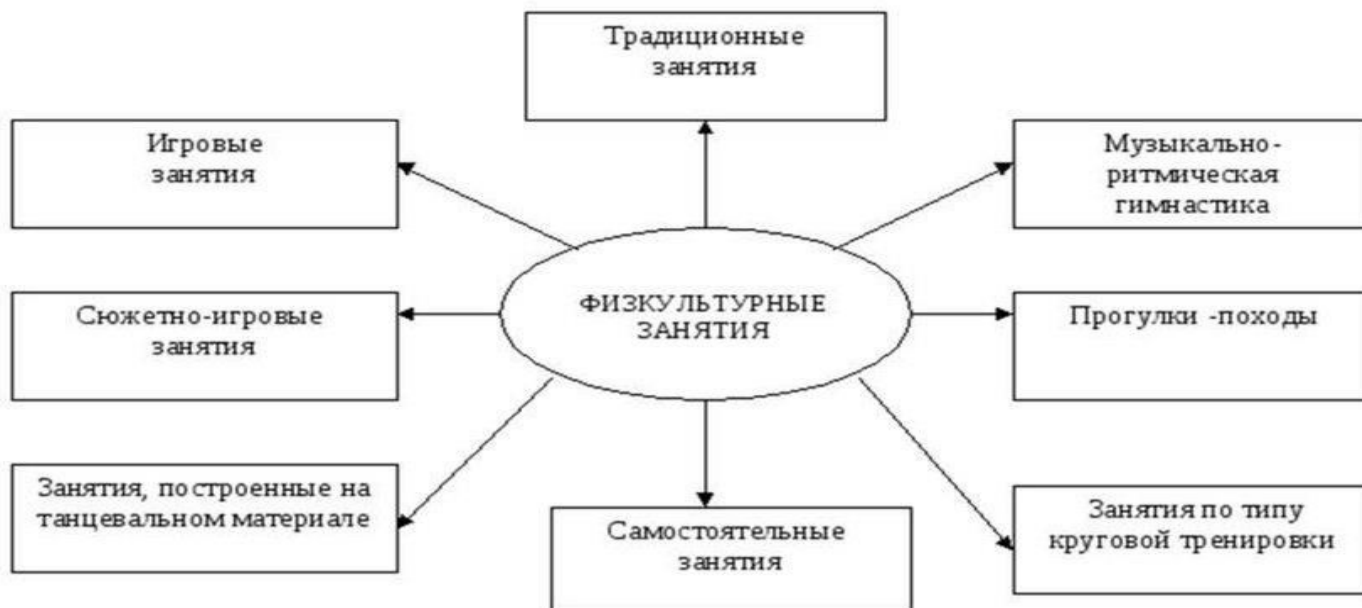 Традиционные
занятия
Игровые
занятия
Музыкально-
ритмическая
гимнастика
ФИЗКУЛЬТУРНЫЕ
ЗАНЯТИЯ
Сюжетно-игровые
занятия
Прогулки -походы
Занятия, построенные на
танцевальном материале
Самостоятельные
занятия
Занятия по типу
круговой тренировки